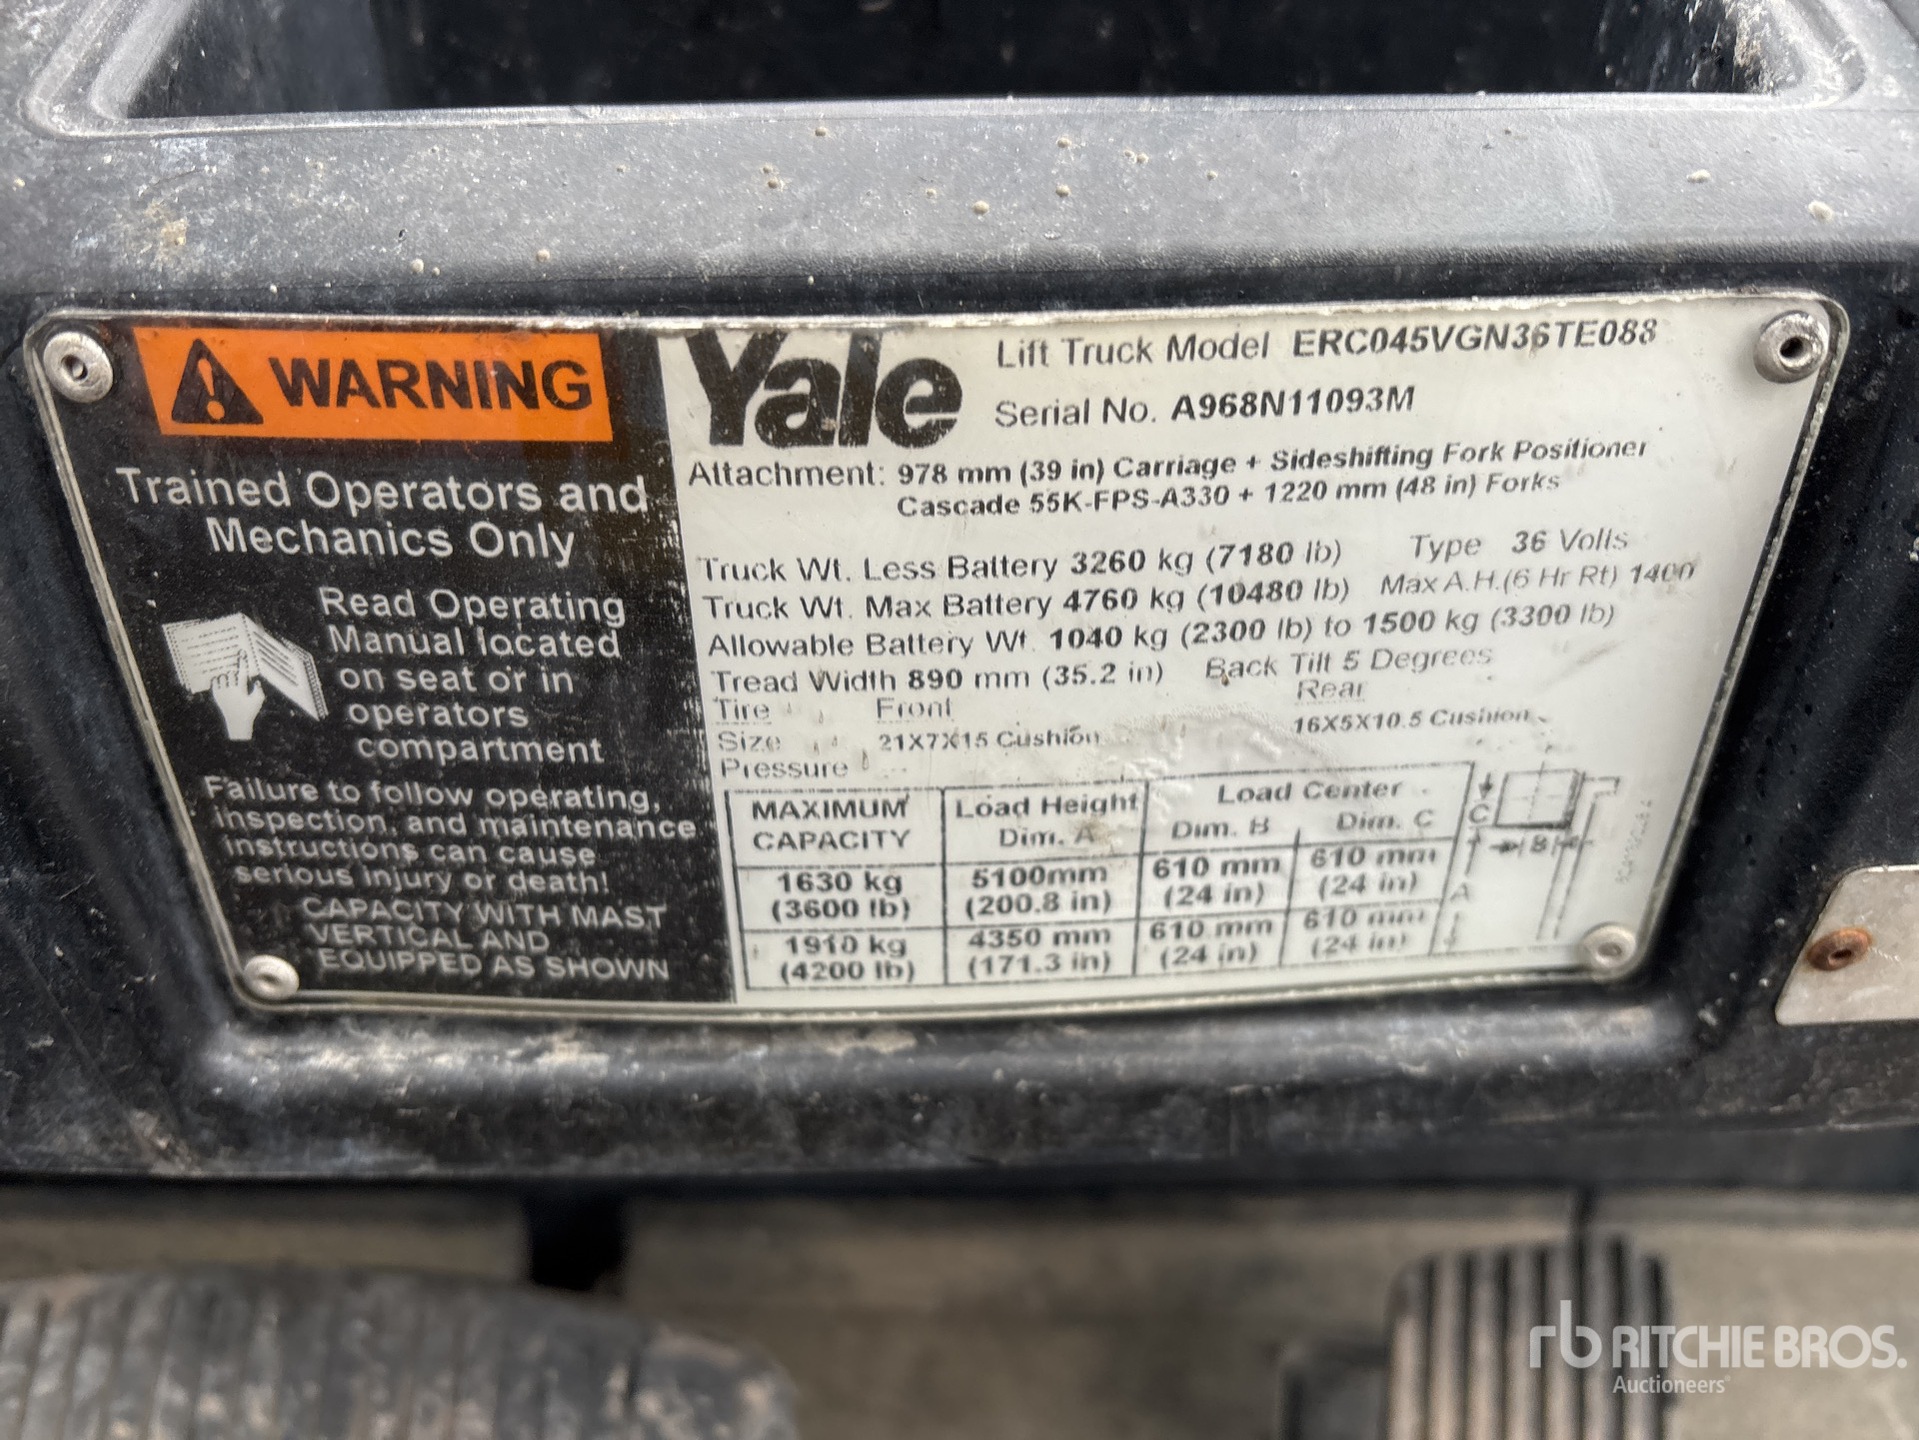 WARNING
Trained Operators and
Mechanics Only
Read Operating
Manual located
on seat or in
operators
compartment
Failure to follow operating,
inspection, and maintenance
instructions can cause
serious injury or death!
CAPACITY WITH MAST
VERTICAL AND
EQUIPPED AS SHOWN
Yale
Lift Truck Model ERC045VGN36TE088
Serial No. A968N11093M
Attachment: 978 mm (39 in) Carriage + Sideshifting Fork Positioner
Cascade 55K-FPS-A330 + 1220 mm (48 in) Forks
Truck Wt. Less Battery 3260 kg (7180 lb) Type 36 Volts
Truck Wt. Max Battery 4760 kg (10480 lb) Max A.H.(6 Hr Rt) 1400
Allowable Battery Wt. 1040 kg (2300 lb) to 1500 kg (3300 lb)
Tread Width 890 mm (35.2 in) Back Tilt 5 Degrees
Tire Front Rear
Size 21X7X15 Cushion 16X5X10.5 Cushion
Pressure
MAXIMUM CAPACITY Load Height Dim. A Load Center Dim. B Dim. C
1630 kg 5100mm 610 mm 610 mm
(3600 lb) (200.8 in) (24 in) (24 in)
1910 kg 4350 mm 610 mm 610 mm
(4200 lb) (171.3 in) (24 in) (24 in)
C
B
A
rb RITCHIE BROS.
Auctioneers